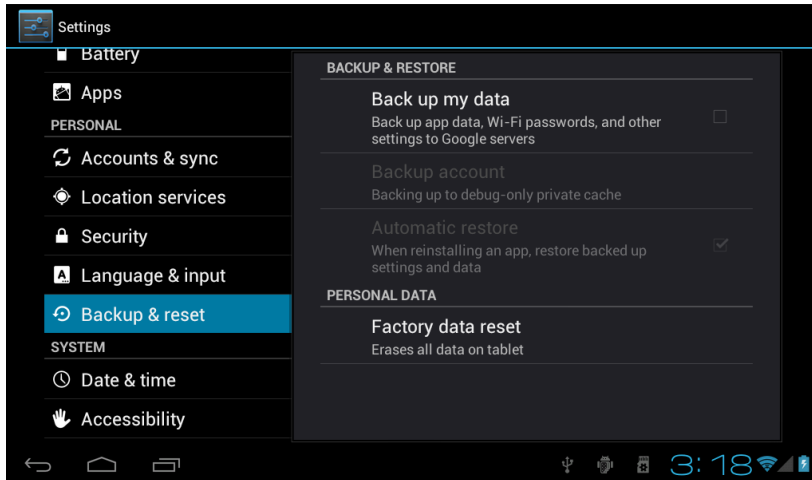 Settings
Battery
Apps
PERSONAL
Accounts & sync
Location services
Security
Language & input
Backup & reset
SYSTEM
Date & time
Accessibility
BACKUP & RESTORE
Back up my data
Back up app data, Wi-Fi passwords, and other
settings to Google servers
Backup account
Backing up to debug-only private cache
Automatic restore
When reinstalling an app, restore backed up
settings and data
PERSONAL DATA
Factory data reset
Erases all data on tablet
3:18